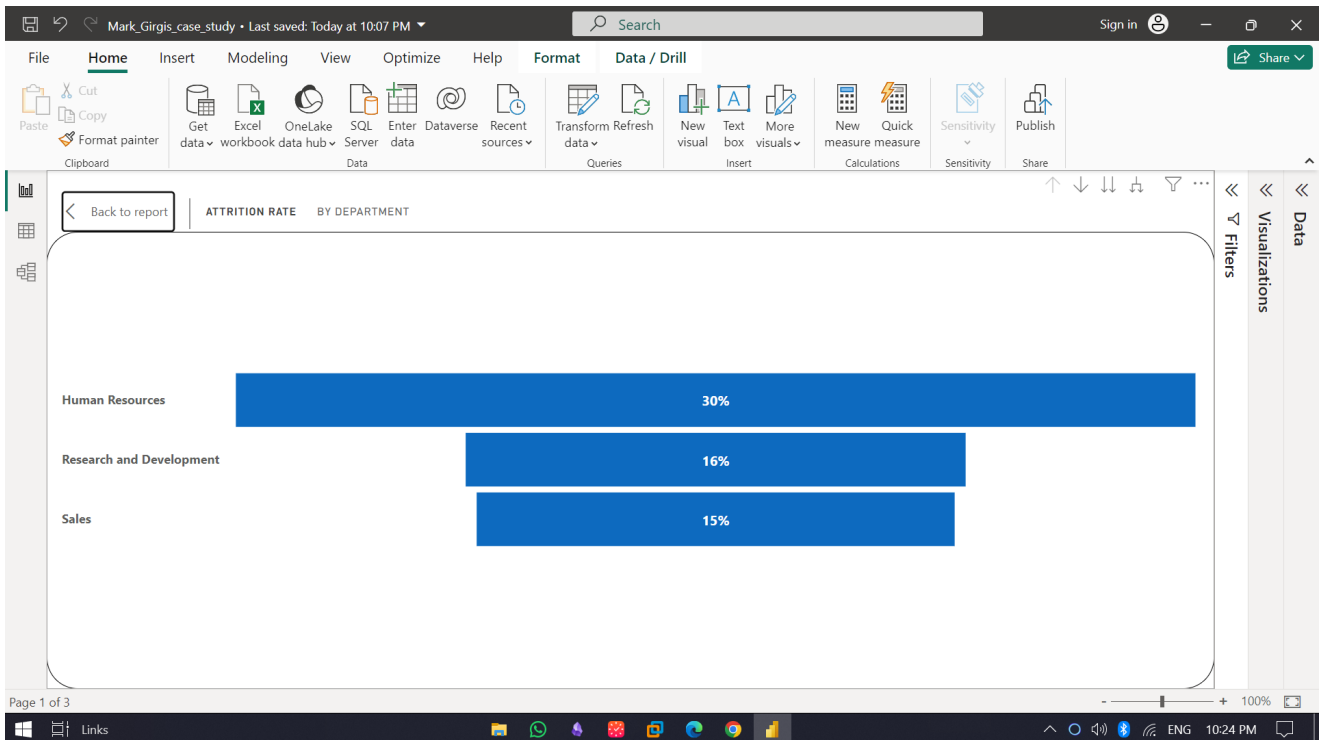 Mark_Girgis_case_study • Last saved: Today at 10:07 PM
Search
Sign in
File Home Insert Modeling View Optimize Help Format Data / Drill
Share
Paste
Cut
Copy
Format painter
Clipboard
Get data
Excel workbook
OneLake data hub
SQL Server
Enter data
Dataverse
Recent sources
Data
Transform data
Refresh
Queries
New visual
Text box
More visuals
Insert
New measure
Quick measure
Calculations
Sensitivity
Sensitivity
Publish
Share
Back to report
ATTRITION RATE BY DEPARTMENT
Filters
Visualizations
Data
Human Resources 30%
Research and Development 16%
Sales 15%
Page 1 of 3
- + 100%
Links
ENG 10:24 PM